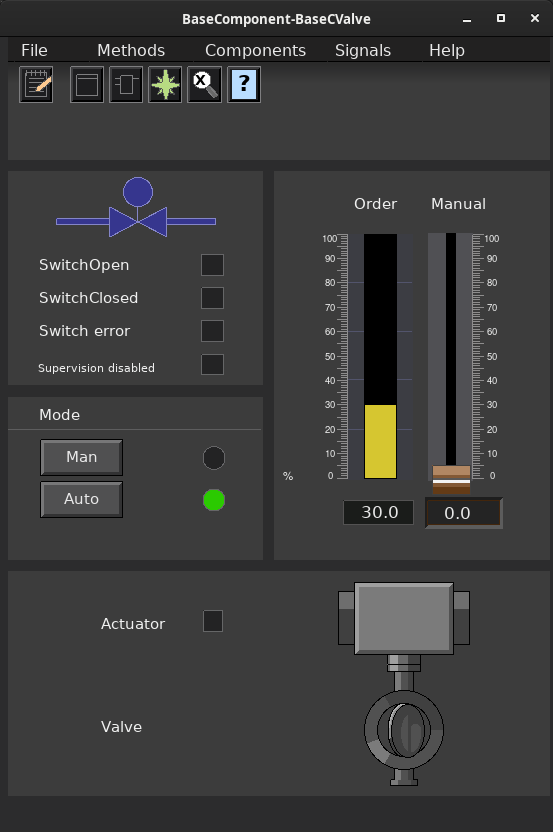 BaseComponent-BaseCValve
File Methods Components Signals Help
X ?
Order Manual
SwitchOpen
SwitchClosed
Switch error
Supervision disabled
100 100
90 90
80 80
70 70
60 60
50 50
40 40
30 30
20 20
10 10
% 0 0
30.0 0.0
Mode
Man
Auto
Actuator
Valve